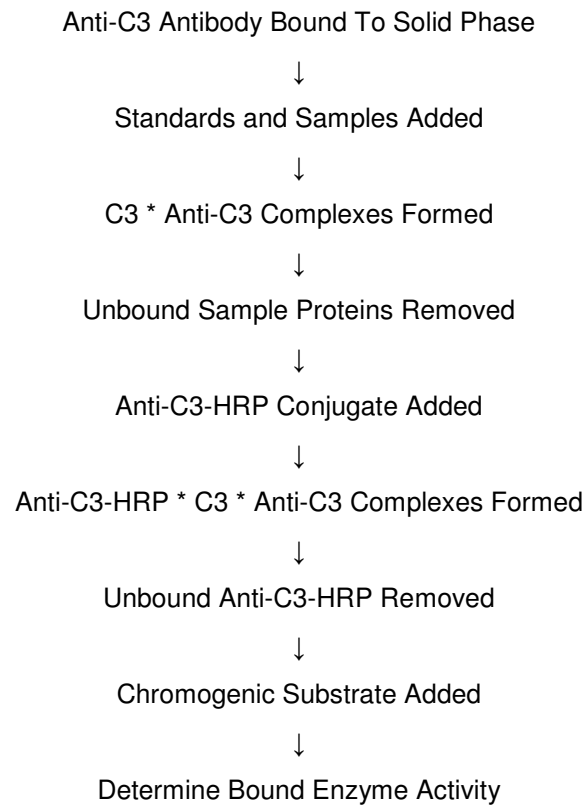 Anti-C3 Antibody Bound To Solid Phase
↓
Standards and Samples Added
↓
C3 * Anti-C3 Complexes Formed
↓
Unbound Sample Proteins Removed
↓
Anti-C3-HRP Conjugate Added
↓
Anti-C3-HRP * C3 * Anti-C3 Complexes Formed
↓
Unbound Anti-C3-HRP Removed
↓
Chromogenic Substrate Added
↓
Determine Bound Enzyme Activity